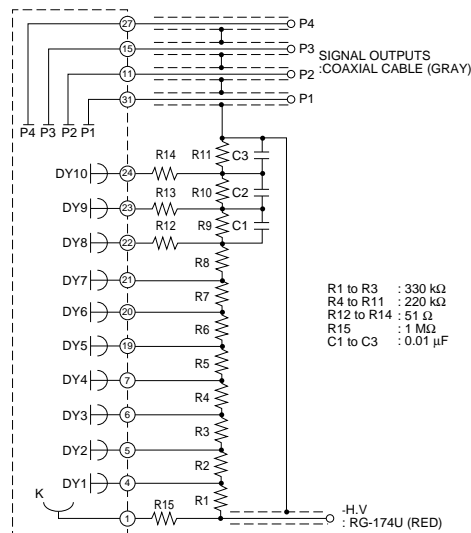 27 P4
15 P3
SIGNAL OUTPUTS
:COAXIAL CABLE (GRAY)
11 P2
31 P1
P4 P3 P2 P1
R14 R11 C3
DY10 24
R13 R10 C2
DY9 23
R12 R9 C1
DY8 22
R8
DY7 21
R7
DY6 20
R6
DY5 19
R5
DY4 7
R4
DY3 6
R3
DY2 5
R2
DY1 4
R1
K
1 R15
R1 to R3 : 330 kΩ
R4 to R11 : 220 kΩ
R12 to R14 : 51 Ω
R15 : 1 MΩ
C1 to C3 : 0.01 µF
-H.V
: RG-174U (RED)